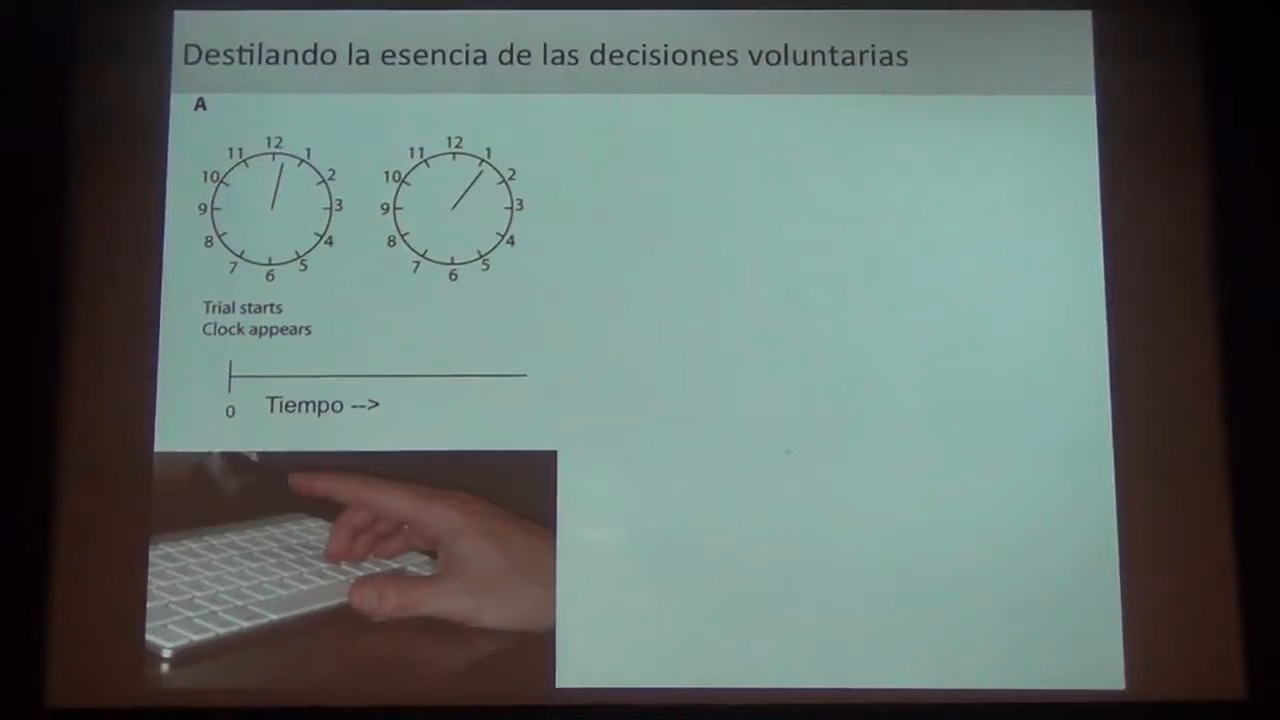 Destilando la esencia de las decisiones voluntarias
A
12
11 1
10 2
9 3
8 4
7 5
6
12
11 1
10 2
9 3
8 4
7 5
6
Trial starts
Clock appears
0 Tiempo -->